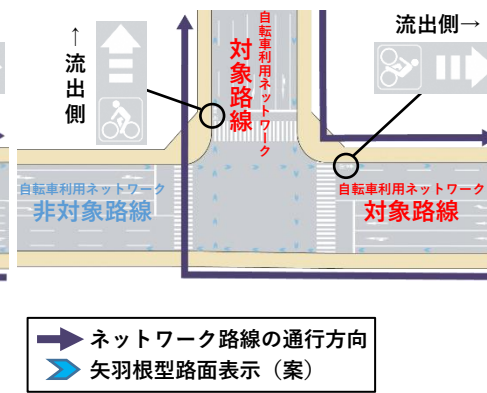 ↑流出側
自転車利用ネットワーク
対象路線
流出側→
自転車利用ネットワーク
非対象路線
自転車利用ネットワーク
対象路線
ネットワーク路線の通行方向
矢羽根型路面表示（案）